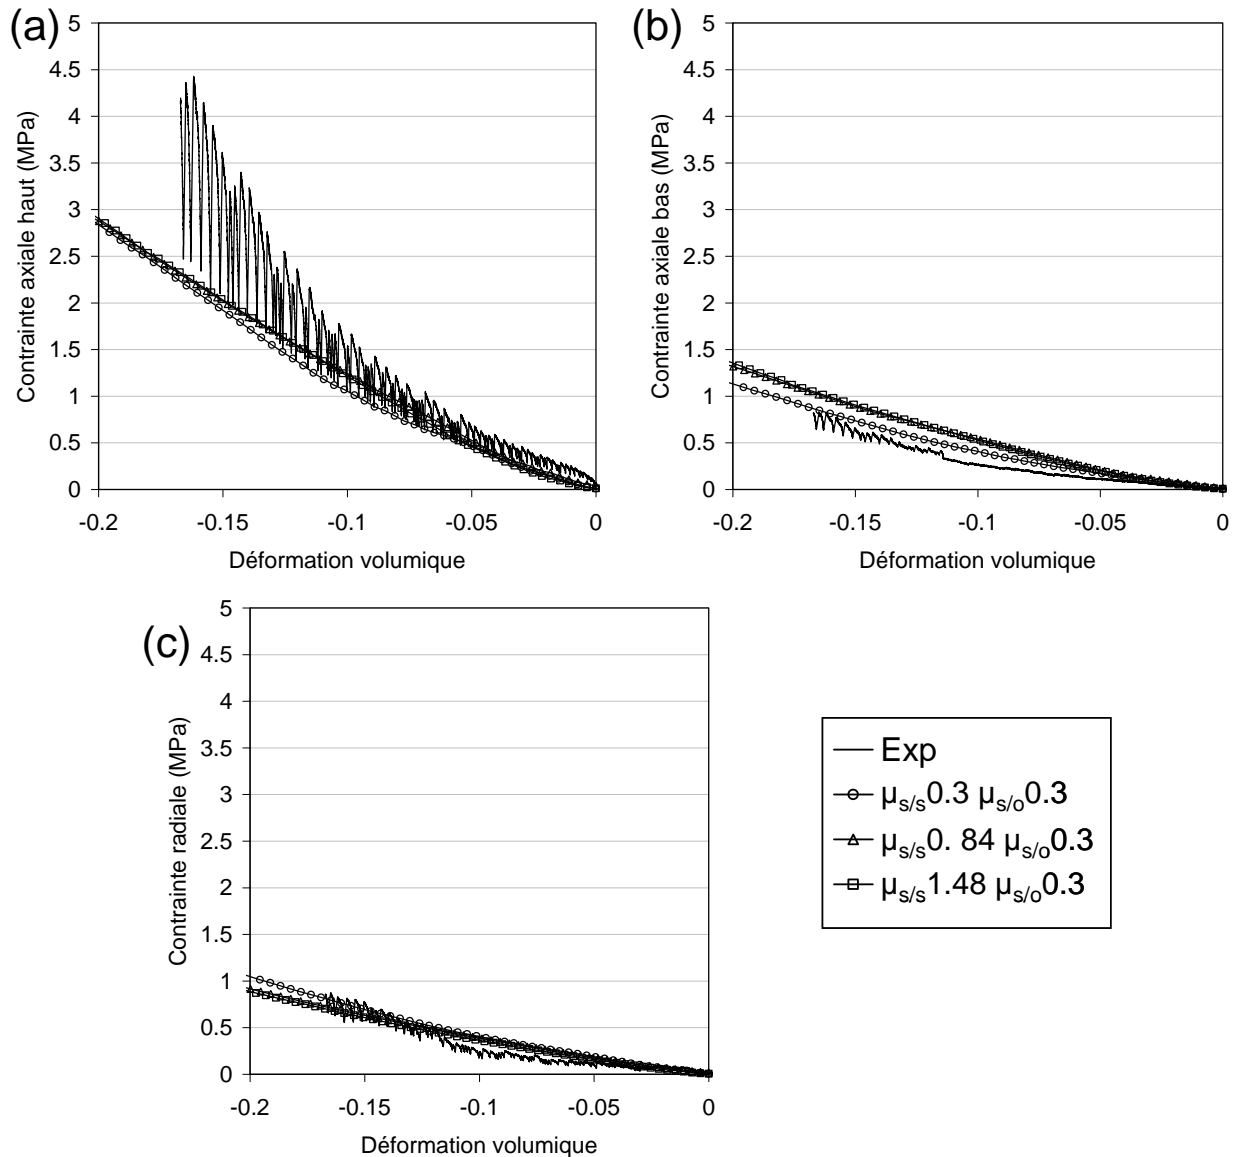 (a)
5
4.5
4
3.5
3
2.5
2
1.5
1
0.5
0
Contrainte axiale haut (MPa)
-0.2 -0.15 -0.1 -0.05 0
Déformation volumique
(b)
5
4.5
4
3.5
3
2.5
2
1.5
1
0.5
0
Contrainte axiale bas (MPa)
-0.2 -0.15 -0.1 -0.05 0
Déformation volumique
(c)
5
4.5
4
3.5
3
2.5
2
1.5
1
0.5
0
Contrainte radiale (MPa)
-0.2 -0.15 -0.1 -0.05 0
Déformation volumique
Exp
μs/s0.3 μs/o0.3
μs/s0. 84 μs/o0.3
μs/s1.48 μs/o0.3